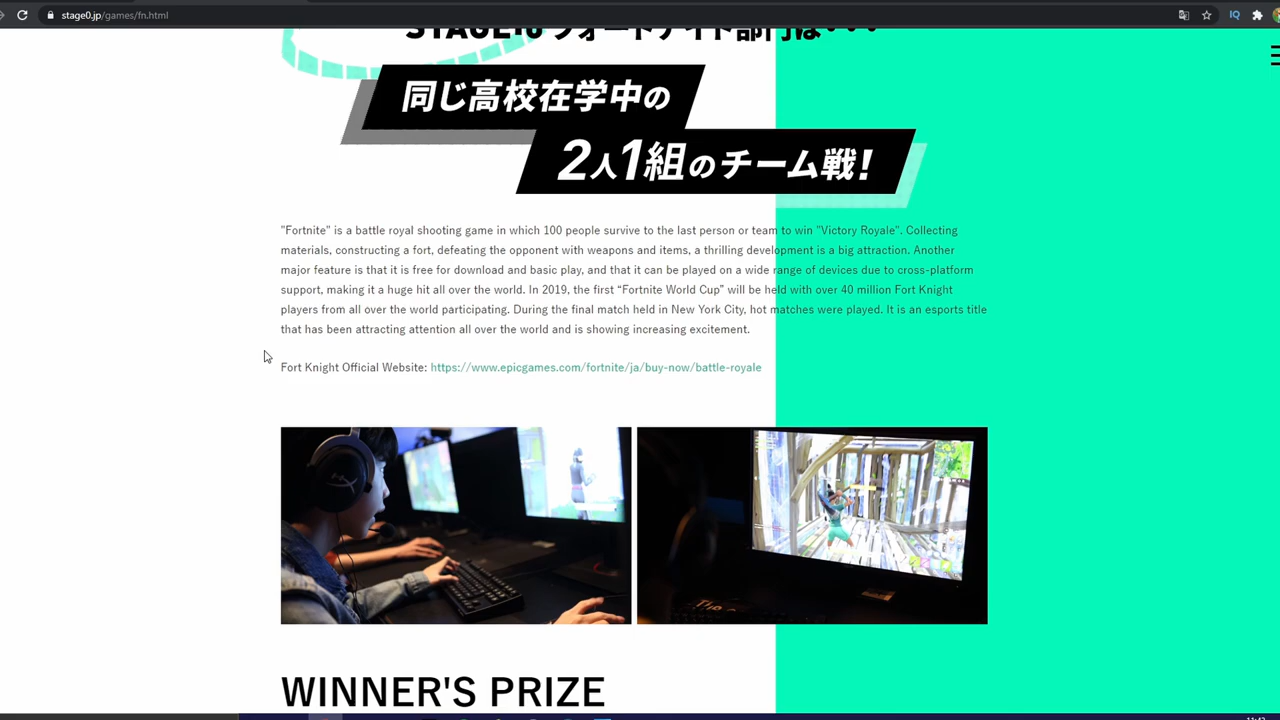 stage0.jp/games/fn.html
同じ高校在学中の
2人1組のチーム戦!
"Fortnite" is a battle royal shooting game in which 100 people survive to the last person or team to win "Victory Royale". Collecting
materials, constructing a fort, defeating the opponent with weapons and items, a thrilling development is a big attraction. Another
major feature is that it is free for download and basic play, and that it can be played on a wide range of devices due to cross-platform
support, making it a huge hit all over the world. In 2019, the first “Fortnite World Cup” will be held with over 40 million Fort Knight
players from all over the world participating. During the final match held in New York City, hot matches were played. It is an esports title
that has been attracting attention all over the world and is showing increasing excitement.
Fort Knight Official Website: https://www.epicgames.com/fortnite/ja/buy-now/battle-royale
WINNER'S PRIZE